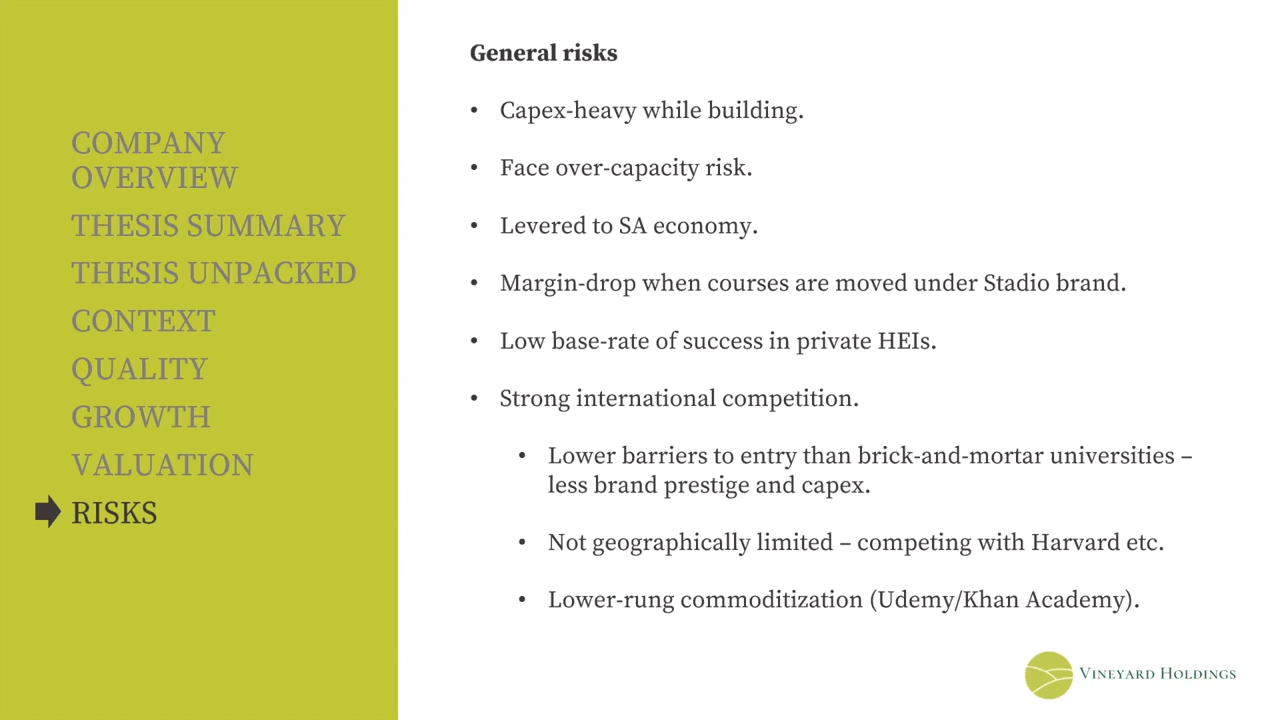 COMPANY
OVERVIEW
THESIS SUMMARY
THESIS UNPACKED
CONTEXT
QUALITY
GROWTH
VALUATION
RISKS
General risks
• Capex-heavy while building.
• Face over-capacity risk.
• Levered to SA economy.
• Margin-drop when courses are moved under Stadio brand.
• Low base-rate of success in private HEIs.
• Strong international competition.
• Lower barriers to entry than brick-and-mortar universities –
less brand prestige and capex.
• Not geographically limited – competing with Harvard etc.
• Lower-rung commoditization (Udemy/Khan Academy).
Vineyard Holdings